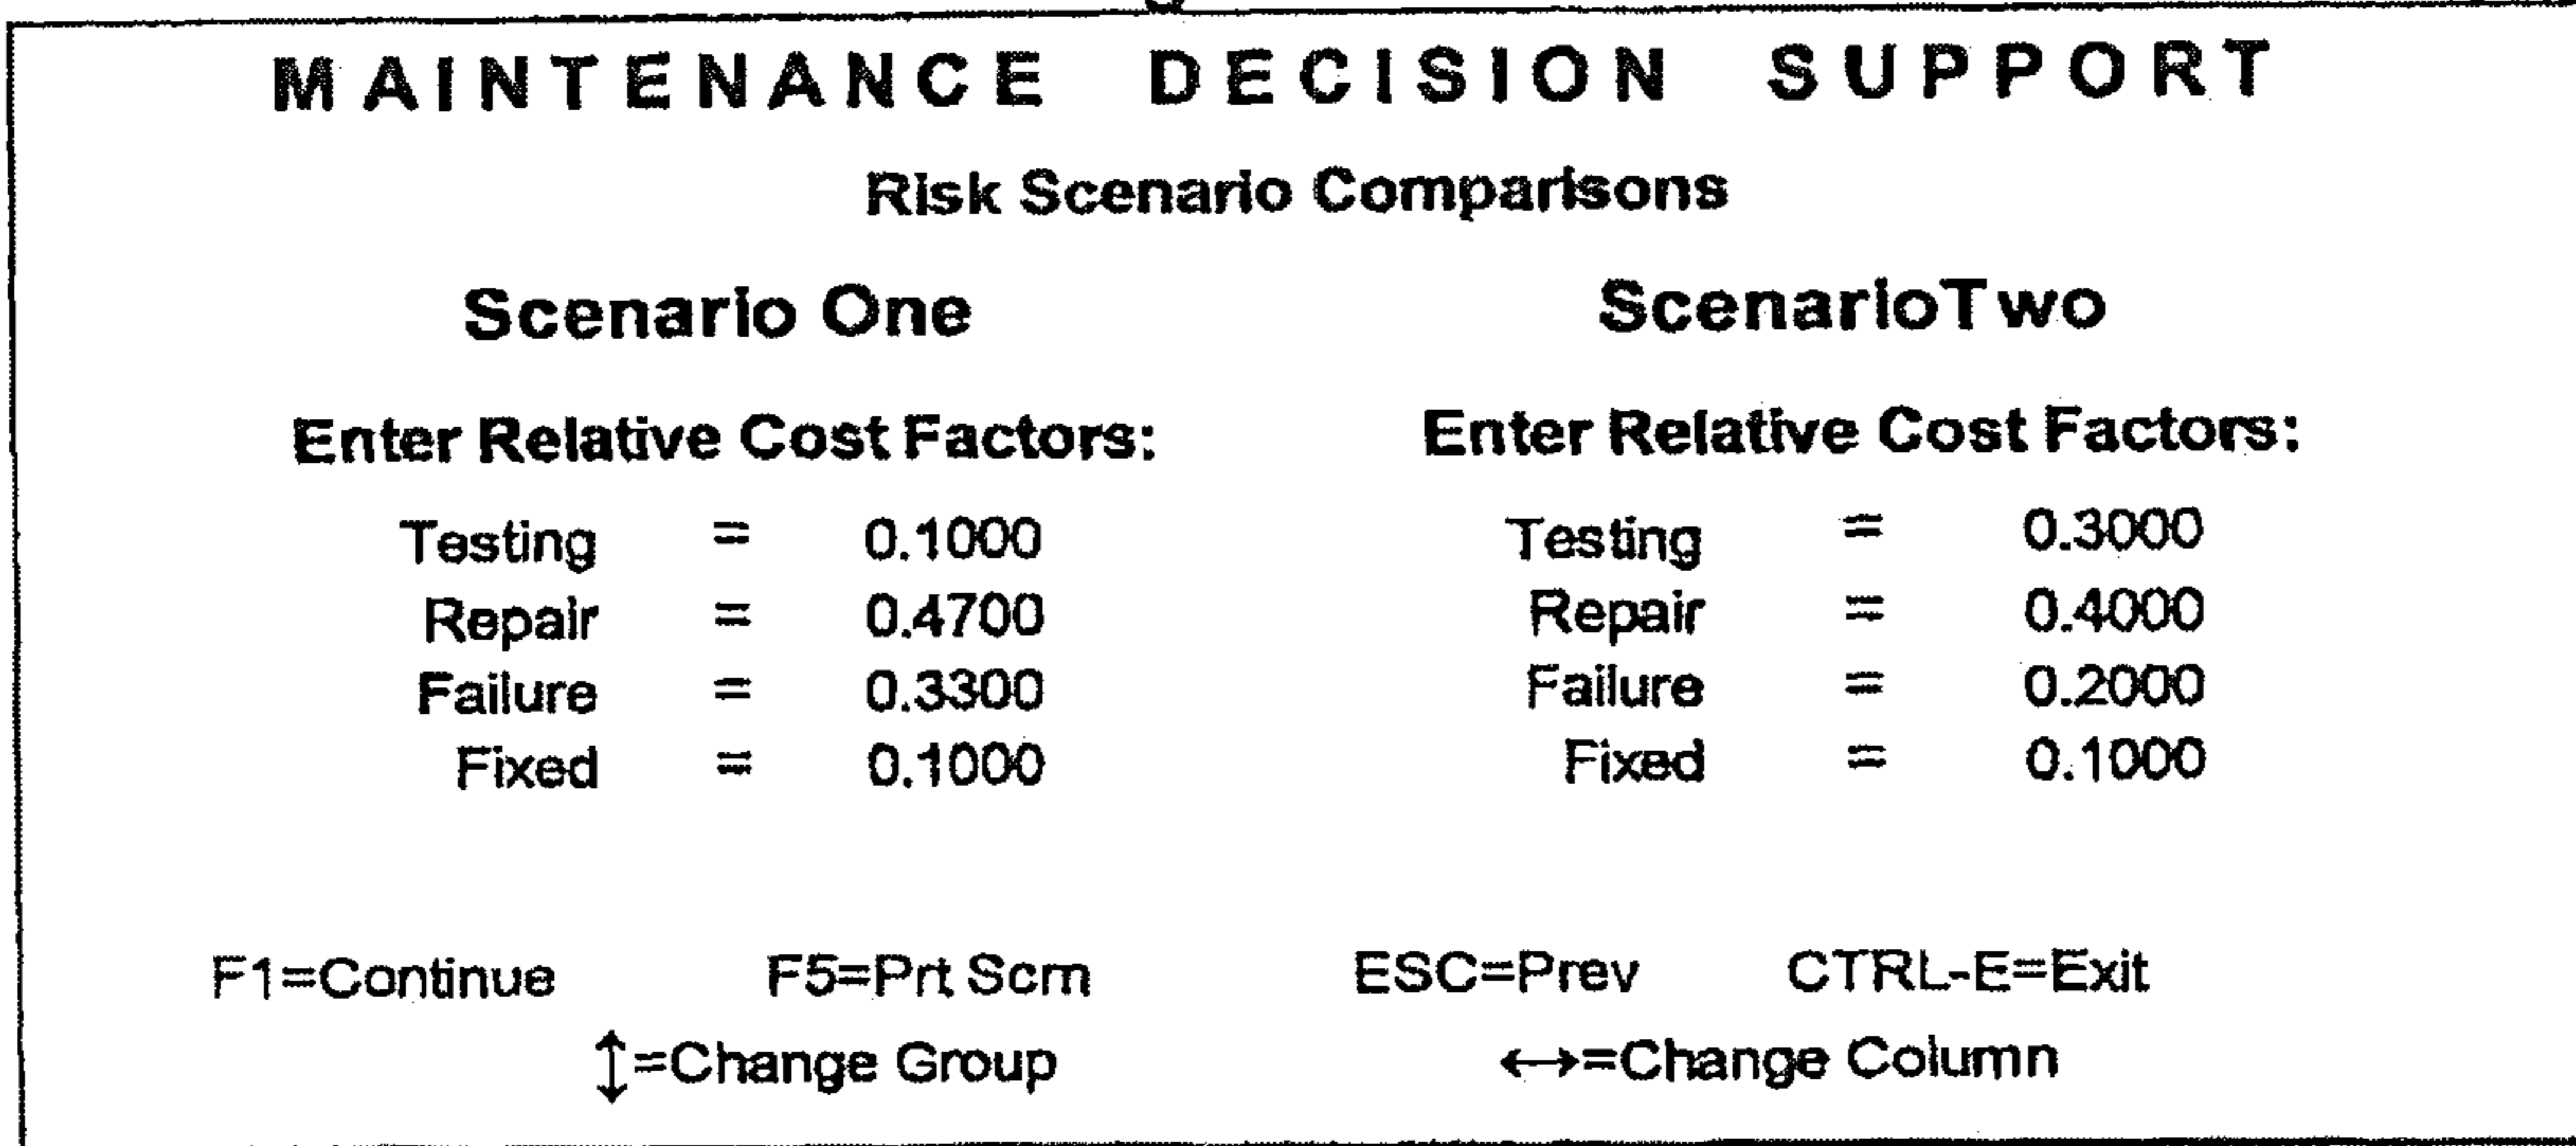 MAINTENANCE DECISION SUPPORT
Risk Scenario Comparisons
Scenario One ScenarioTwo
Enter Relative Cost Factors: Enter Relative Cost Factors:
Testing = 0.1000 Testing = 0.3000
Repair = 0.4700 Repair = 0.4000
Failure = 0.3300 Failure = 0.2000
Fixed = 0.1000 Fixed = 0.1000
F1=Continue F5=Prt Scrn ESC=Prev CTRL-E=Exit
↕=Change Group ↔=Change Column